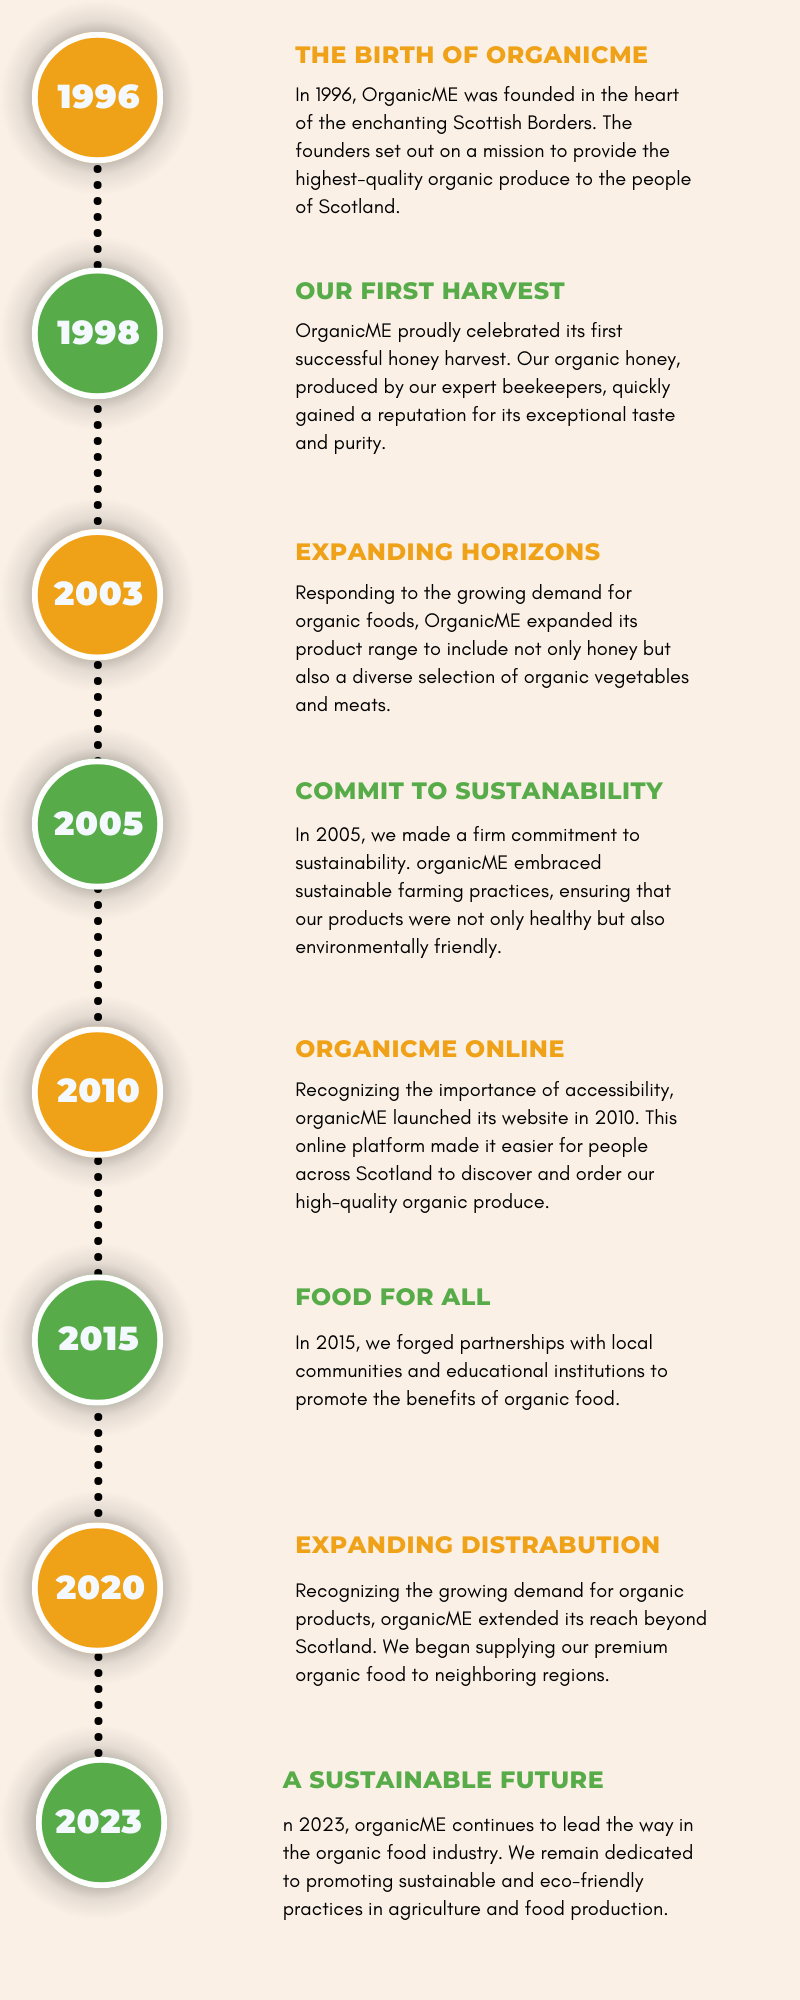 1996
THE BIRTH OF ORGANICME
In 1996, OrganicME was founded in the heart
of the enchanting Scottish Borders. The
founders set out on a mission to provide the
highest-quality organic produce to the people
of Scotland.
1998
OUR FIRST HARVEST
OrganicME proudly celebrated its first
successful honey harvest. Our organic honey,
produced by our expert beekeepers, quickly
gained a reputation for its exceptional taste
and purity.
2003
EXPANDING HORIZONS
Responding to the growing demand for
organic foods, OrganicME expanded its
product range to include not only honey but
also a diverse selection of organic vegetables
and meats.
2005
COMMIT TO SUSTANABILITY
In 2005, we made a firm commitment to
sustainability. organicME embraced
sustainable farming practices, ensuring that
our products were not only healthy but also
environmentally friendly.
2010
ORGANICME ONLINE
Recognizing the importance of accessibility,
organicME launched its website in 2010. This
online platform made it easier for people
across Scotland to discover and order our
high-quality organic produce.
2015
FOOD FOR ALL
In 2015, we forged partnerships with local
communities and educational institutions to
promote the benefits of organic food.
2020
EXPANDING DISTRABUTION
Recognizing the growing demand for organic
products, organicME extended its reach beyond
Scotland. We began supplying our premium
organic food to neighboring regions.
2023
A SUSTAINABLE FUTURE
n 2023, organicME continues to lead the way in
the organic food industry. We remain dedicated
to promoting sustainable and eco-friendly
practices in agriculture and food production.